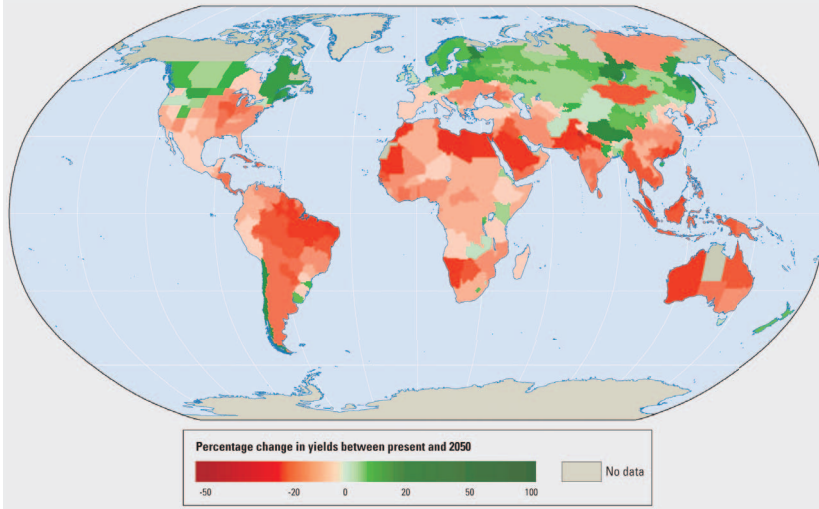 Percentage change in yields between present and 2050
No data
-50 -20 0 20 50 100